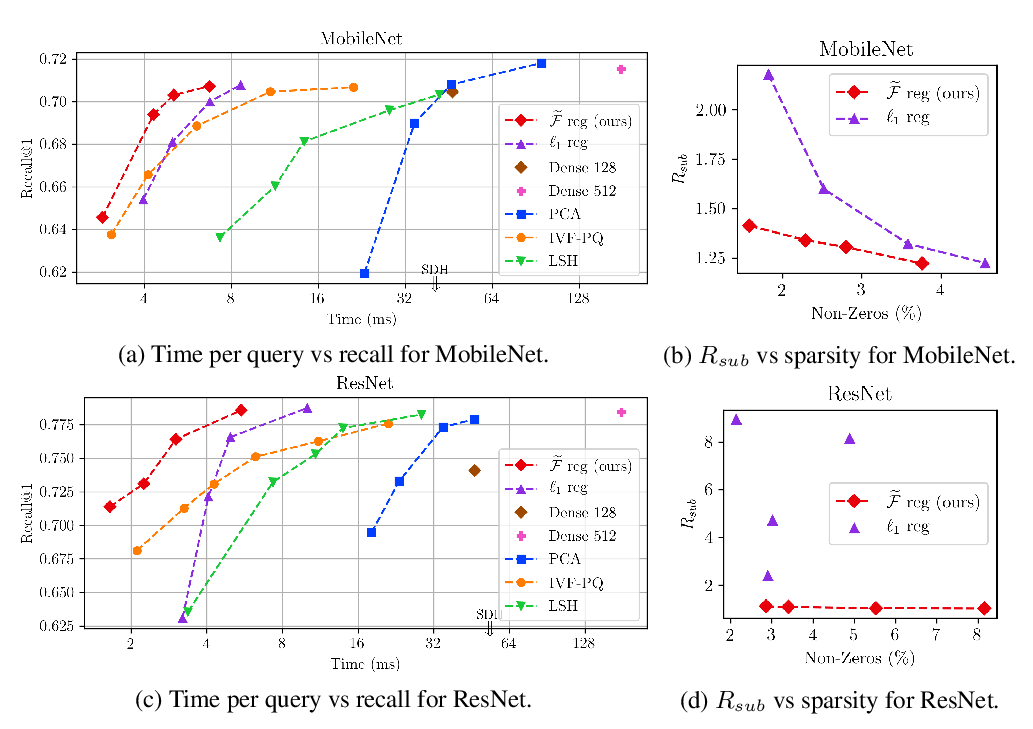 MobileNet
Recall@1
0.72
0.70
0.68
0.66
0.64
0.62
4
8
16
32
64
128
SDH
Time (ms)
F̃ reg (ours)
ℓ₁ reg
Dense 128
Dense 512
PCA
IVF-PQ
LSH
(a) Time per query vs recall for MobileNet.
MobileNet
R_sub
2.00
1.75
1.50
1.25
2
3
4
Non-Zeros (%)
F̃ reg (ours)
ℓ₁ reg
(b) R_sub vs sparsity for MobileNet.
ResNet
Recall@1
0.775
0.750
0.725
0.700
0.675
0.650
0.625
2
4
8
16
32
64
128
Time (ms)
F̃ reg (ours)
ℓ₁ reg
Dense 128
Dense 512
PCA
IVF-PQ
LSH
(c) Time per query vs recall for ResNet.
ResNet
R_sub
8
6
4
2
2
3
4
5
6
7
8
Non-Zeros (%)
F̃ reg (ours)
ℓ₁ reg
(d) R_sub vs sparsity for ResNet.